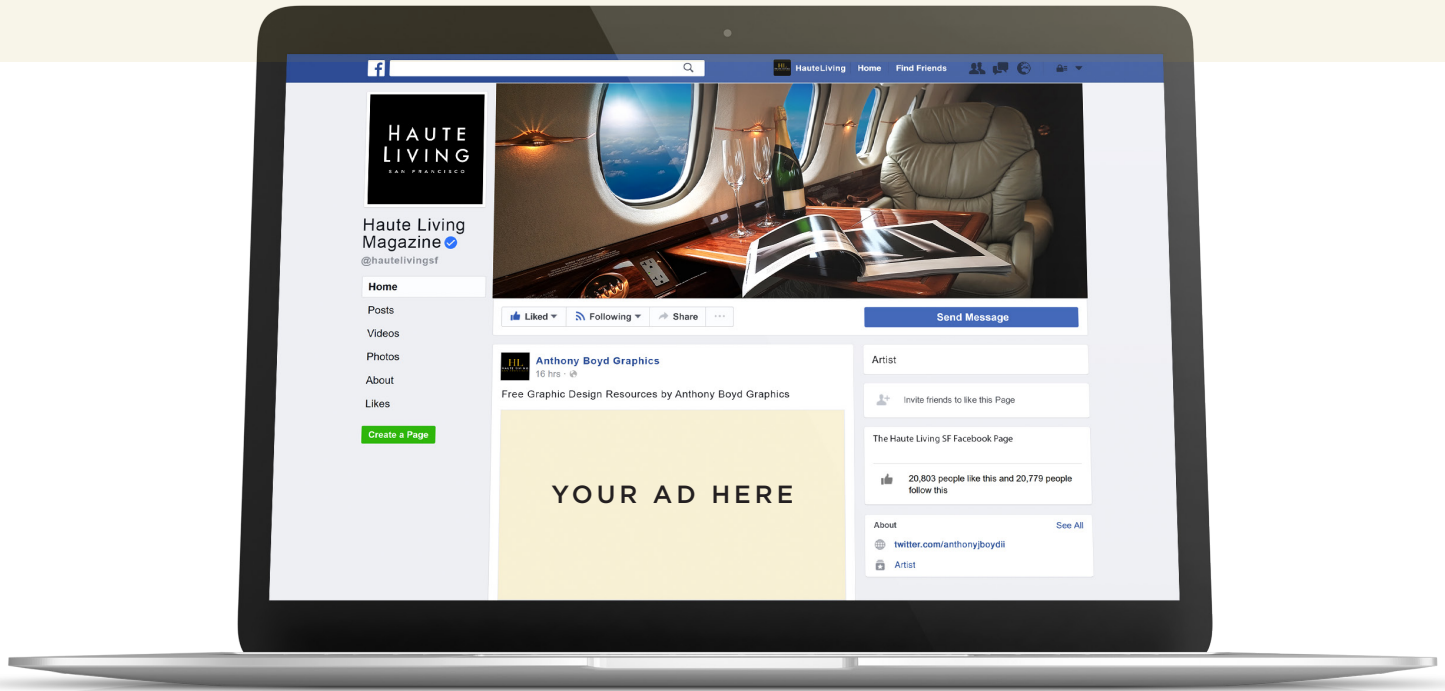 f
HauteLiving Home Find Friends
HAUTE
LIVING
SAN FRANCISCO
Haute Living
Magazine
@hautelivingsf
Home
Posts
Videos
Photos
About
Likes
Create a Page
Liked Following Share ...
Send Message
HL
Anthony Boyd Graphics
16 hrs ·
Free Graphic Design Resources by Anthony Boyd Graphics
YOUR AD HERE
Artist
Invite friends to like this Page
The Haute Living SF Facebook Page
20,803 people like this and 20,779 people
follow this
About See All
twitter.com/anthonyjboydii
Artist